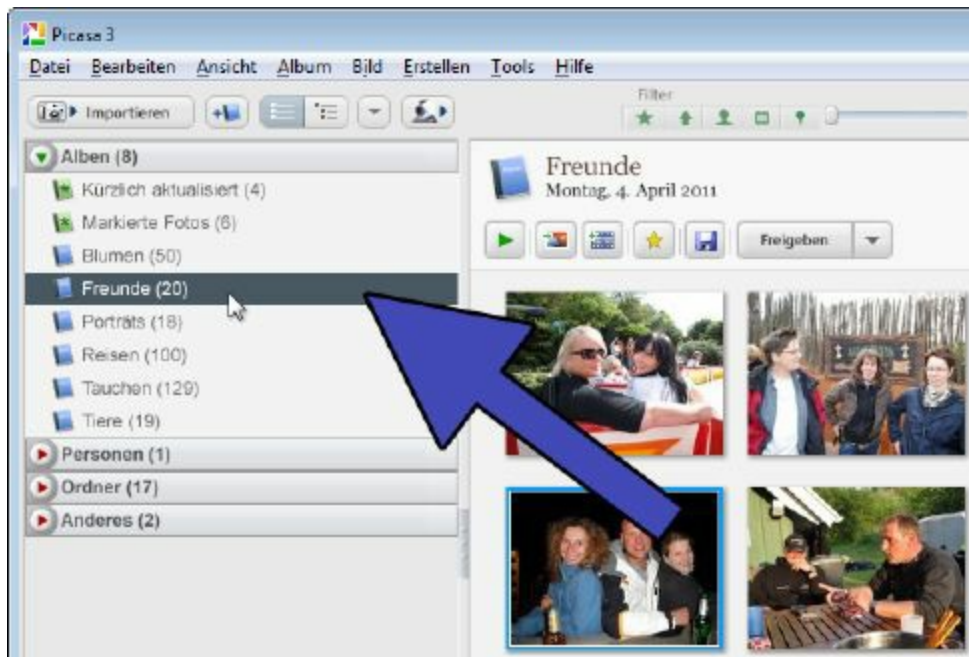 Picasa 3
Datei Bearbeiten Ansicht Album Bild Erstellen Tools Hilfe
Importieren
Filter
Alben (8)
Kürzlich aktualisiert (4)
Markierte Fotos (6)
Blumen (50)
Freunde (20)
Porträts (18)
Reisen (100)
Tauchen (129)
Tiere (19)
Personen (1)
Ordner (17)
Anderes (2)
Freunde
Montag, 4. April 2011
Freigeben